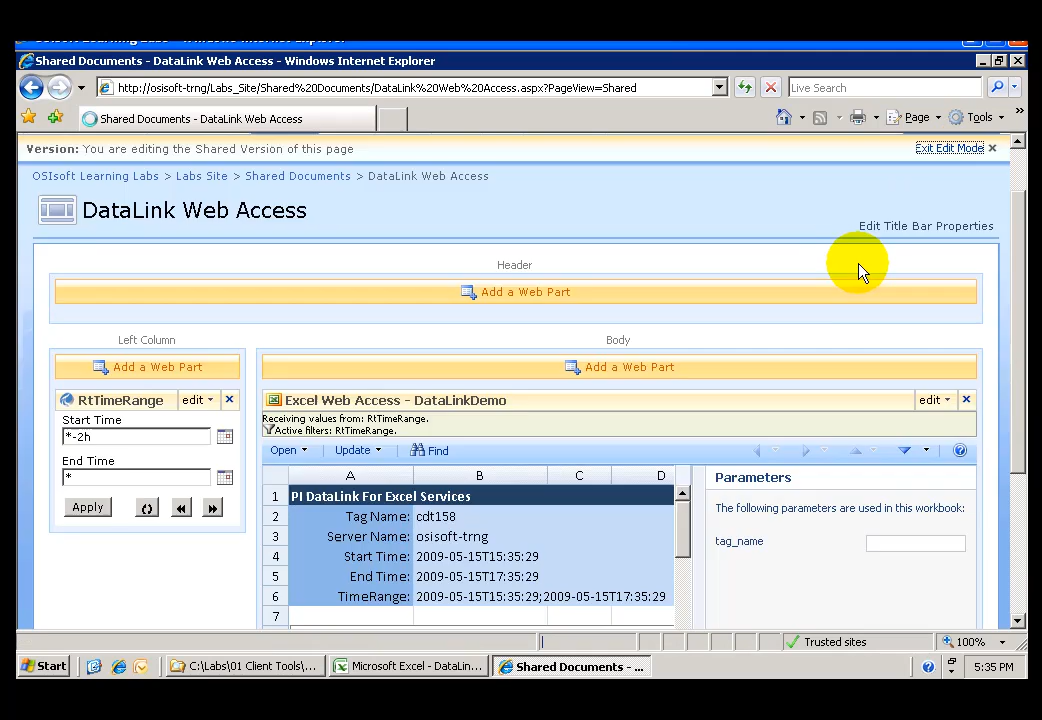 Shared Documents - DataLink Web Access - Windows Internet Explorer
http://osisoft-trng/Labs_Site/Shared%20Documents/DataLink%20Web%20Access.aspx?PageView=Shared
Live Search
Shared Documents - DataLink Web Access
Page
Tools
»
Version: You are editing the Shared Version of this page
Exit Edit Mode ×
OSIsoft Learning Labs > Labs Site > Shared Documents > DataLink Web Access
DataLink Web Access
Edit Title Bar Properties
Header
Add a Web Part
Left Column
Body
Add a Web Part
Add a Web Part
RtTimeRange
edit
Excel Web Access - DataLinkDemo
edit
Start Time
*-2h
End Time
*
Apply
Receiving values from: RtTimeRange.
Active filters: RtTimeRange.
Open
Update
Find
A B C D
1 PI DataLink For Excel Services
2 Tag Name: cdt158
3 Server Name: osisoft-trng
4 Start Time: 2009-05-15T15:35:29
5 End Time: 2009-05-15T17:35:29
6 TimeRange: 2009-05-15T15:35:29;2009-05-15T17:35:29
7
Parameters
The following parameters are used in this workbook:
tag_name
Trusted sites
100%
Start
C:\Labs\01 Client Tools\...
Microsoft Excel - DataLin...
Shared Documents - ...
5:35 PM